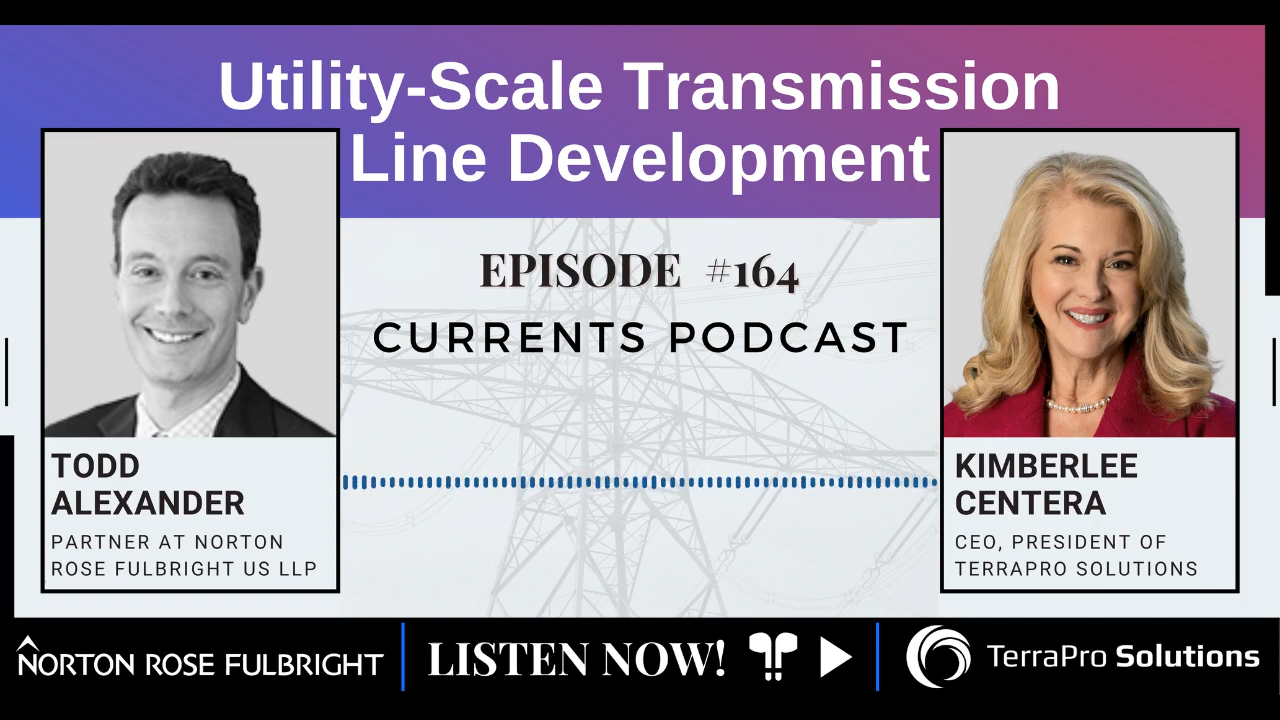 Utility-Scale Transmission
Line Development
EPISODE #164
CURRENTS PODCAST
TODD
ALEXANDER
PARTNER AT NORTON
ROSE FULBRIGHT US LLP
KIMBERLEE
CENTERA
CEO, PRESIDENT OF
TERRAPRO SOLUTIONS
NORTON ROSE FULBRIGHT
LISTEN NOW!
TerraPro Solutions